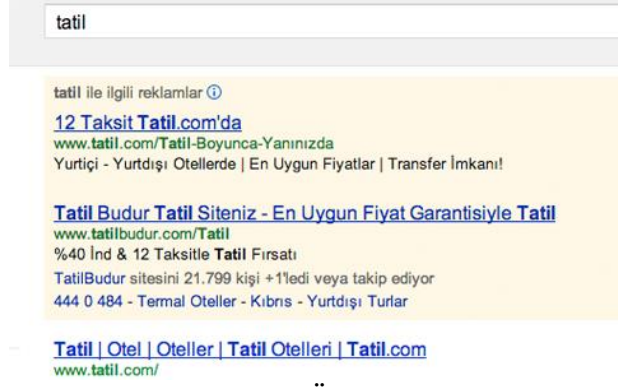 tatil
tatil ile ilgili reklamlar
12 Taksit Tatil.com'da
www.tatil.com/Tatil-Boyunca-Yanınızda
Yurtiçi - Yurtdışı Otellerde | En Uygun Fiyatlar | Transfer İmkanı!
Tatil Budur Tatil Siteniz - En Uygun Fiyat Garantisiyle Tatil
www.tatilbudur.com/Tatil
%40 İnd & 12 Taksitle Tatil Fırsatı
TatilBudur sitesini 21.799 kişi +1'ledi veya takip ediyor
444 0 484 - Termal Oteller - Kıbrıs - Yurtdışı Turlar
Tatil | Otel | Oteller | Tatil Otelleri | Tatil.com
www.tatil.com/